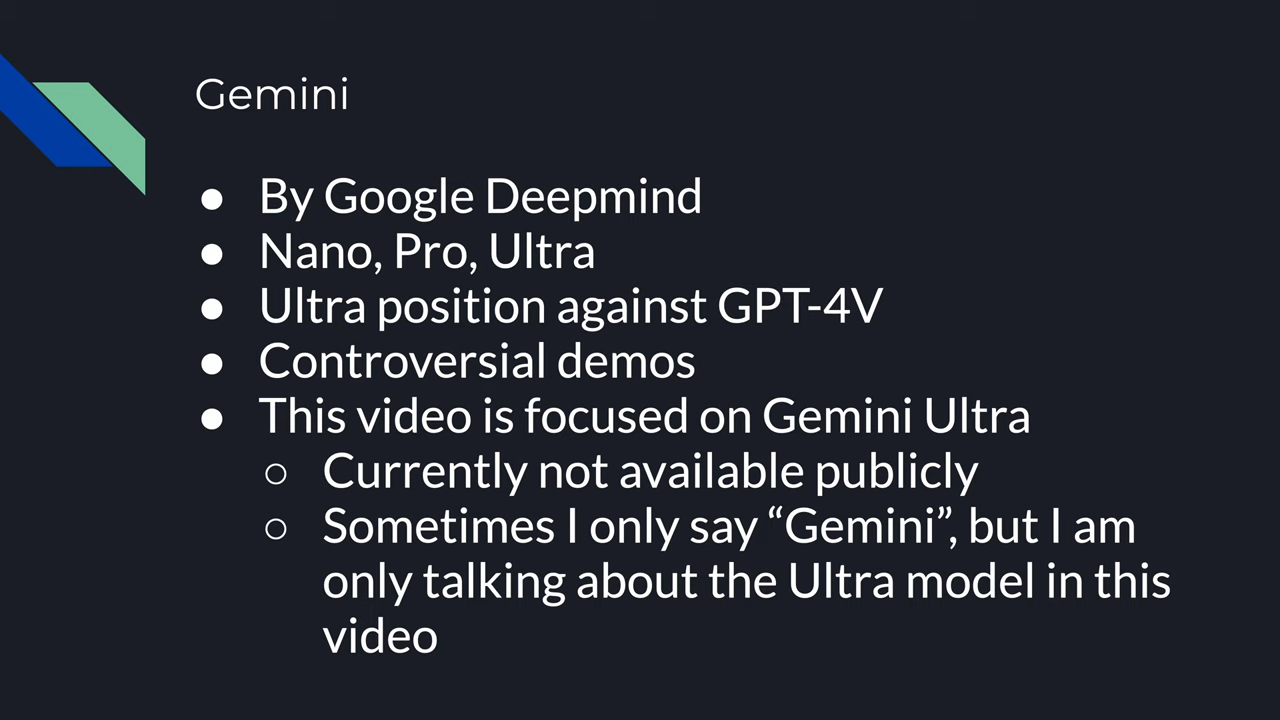 Gemini
● By Google Deepmind
● Nano, Pro, Ultra
● Ultra position against GPT-4V
● Controversial demos
● This video is focused on Gemini Ultra
○ Currently not available publicly
○ Sometimes I only say “Gemini”, but I am
only talking about the Ultra model in this
video